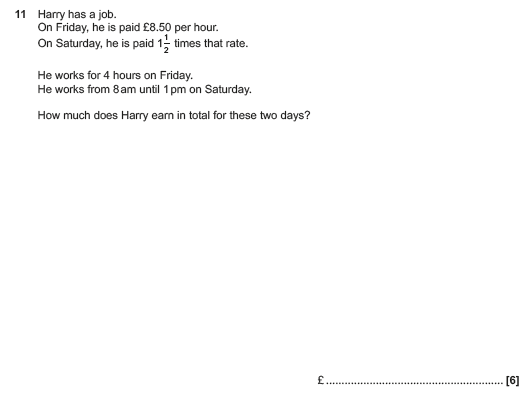 11 Harry has a job.
On Friday, he is paid £8.50 per hour.
On Saturday, he is paid 1 1/2 times that rate.
He works for 4 hours on Friday.
He works from 8 am until 1 pm on Saturday.
How much does Harry earn in total for these two days?
£ ........................................................ [6]